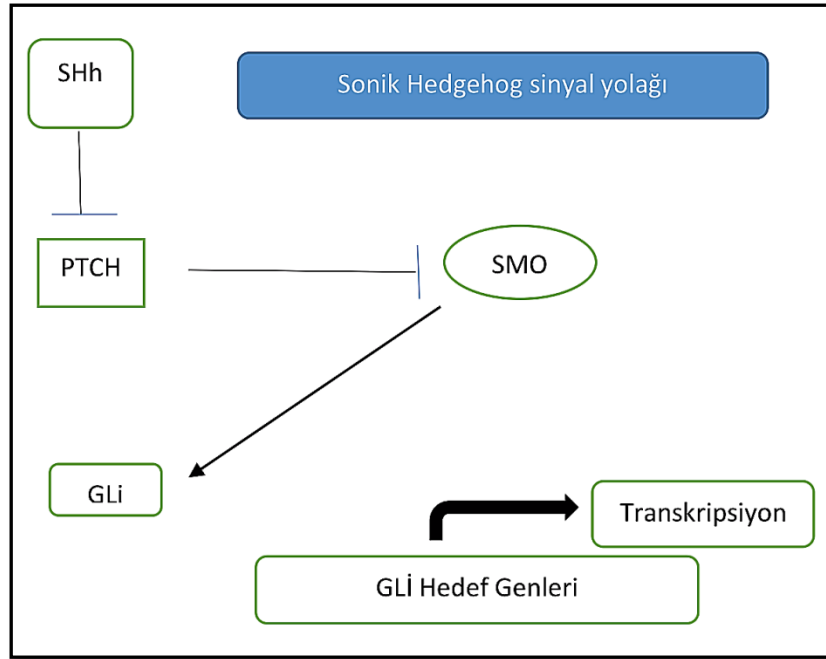 SHh
Sonik Hedgehog sinyal yolağı
PTCH
SMO
GLi
Transkripsiyon
GLİ Hedef Genleri